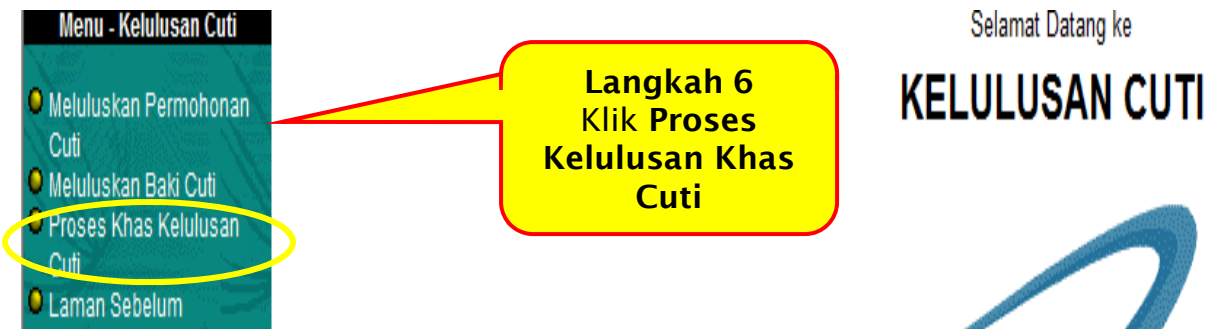 Menu - Kelulusan Cuti
Meluluskan Permohonan
Cuti
Meluluskan Baki Cuti
Proses Khas Kelulusan
Cuti
Laman Sebelum
Langkah 6
Klik Proses
Kelulusan Khas
Cuti
Selamat Datang ke
KELULUSAN CUTI